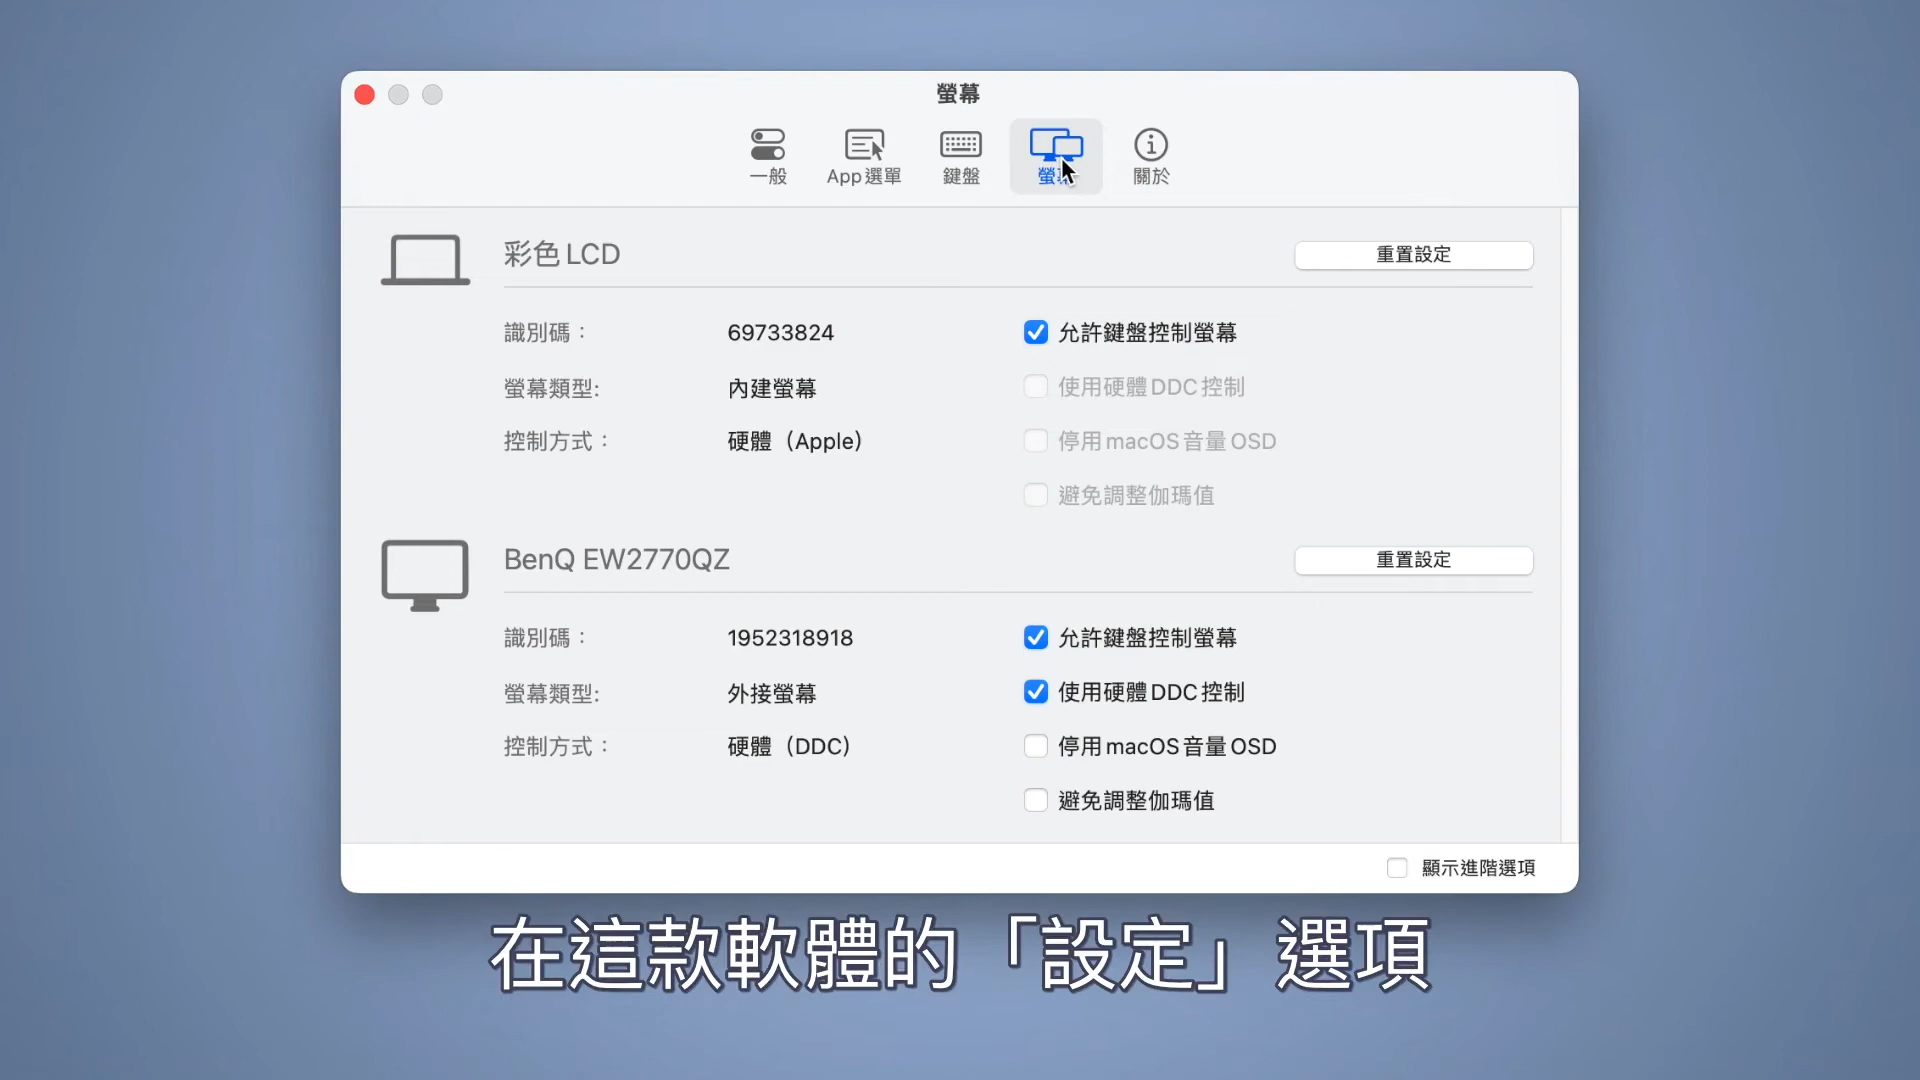 螢幕
一般
App 選單
鍵盤
關於
彩色 LCD
重置設定
識別碼：
69733824
允許鍵盤控制螢幕
螢幕類型:
內建螢幕
使用硬體 DDC 控制
控制方式：
硬體（Apple）
停用 macOS 音量 OSD
避免調整伽瑪值
BenQ EW2770QZ
重置設定
識別碼：
1952318918
允許鍵盤控制螢幕
螢幕類型:
外接螢幕
使用硬體 DDC 控制
控制方式：
硬體（DDC）
停用 macOS 音量 OSD
避免調整伽瑪值
顯示進階選項
在這款軟體的「設定」選項